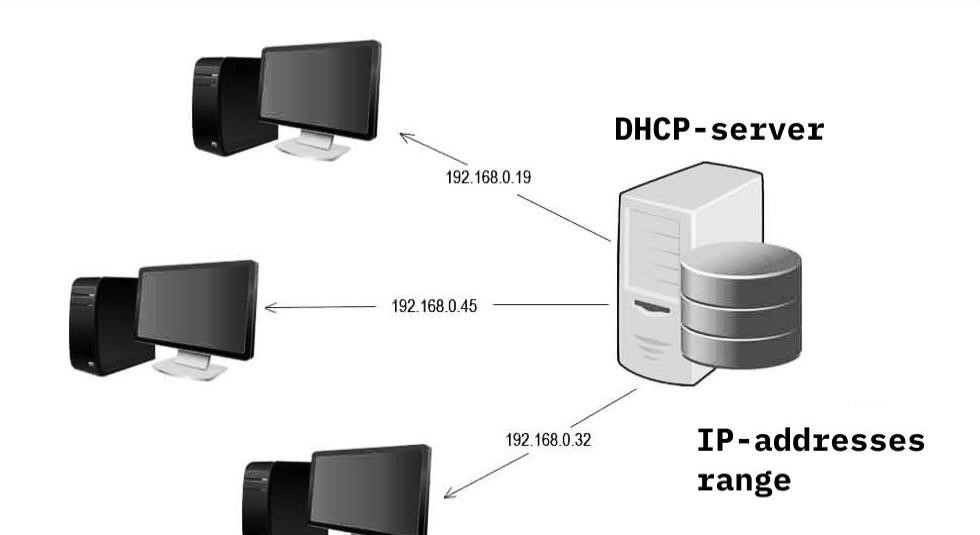 DHCP-server
192.168.0.19
192.168.0.45
192.168.0.32
IP-addresses
range